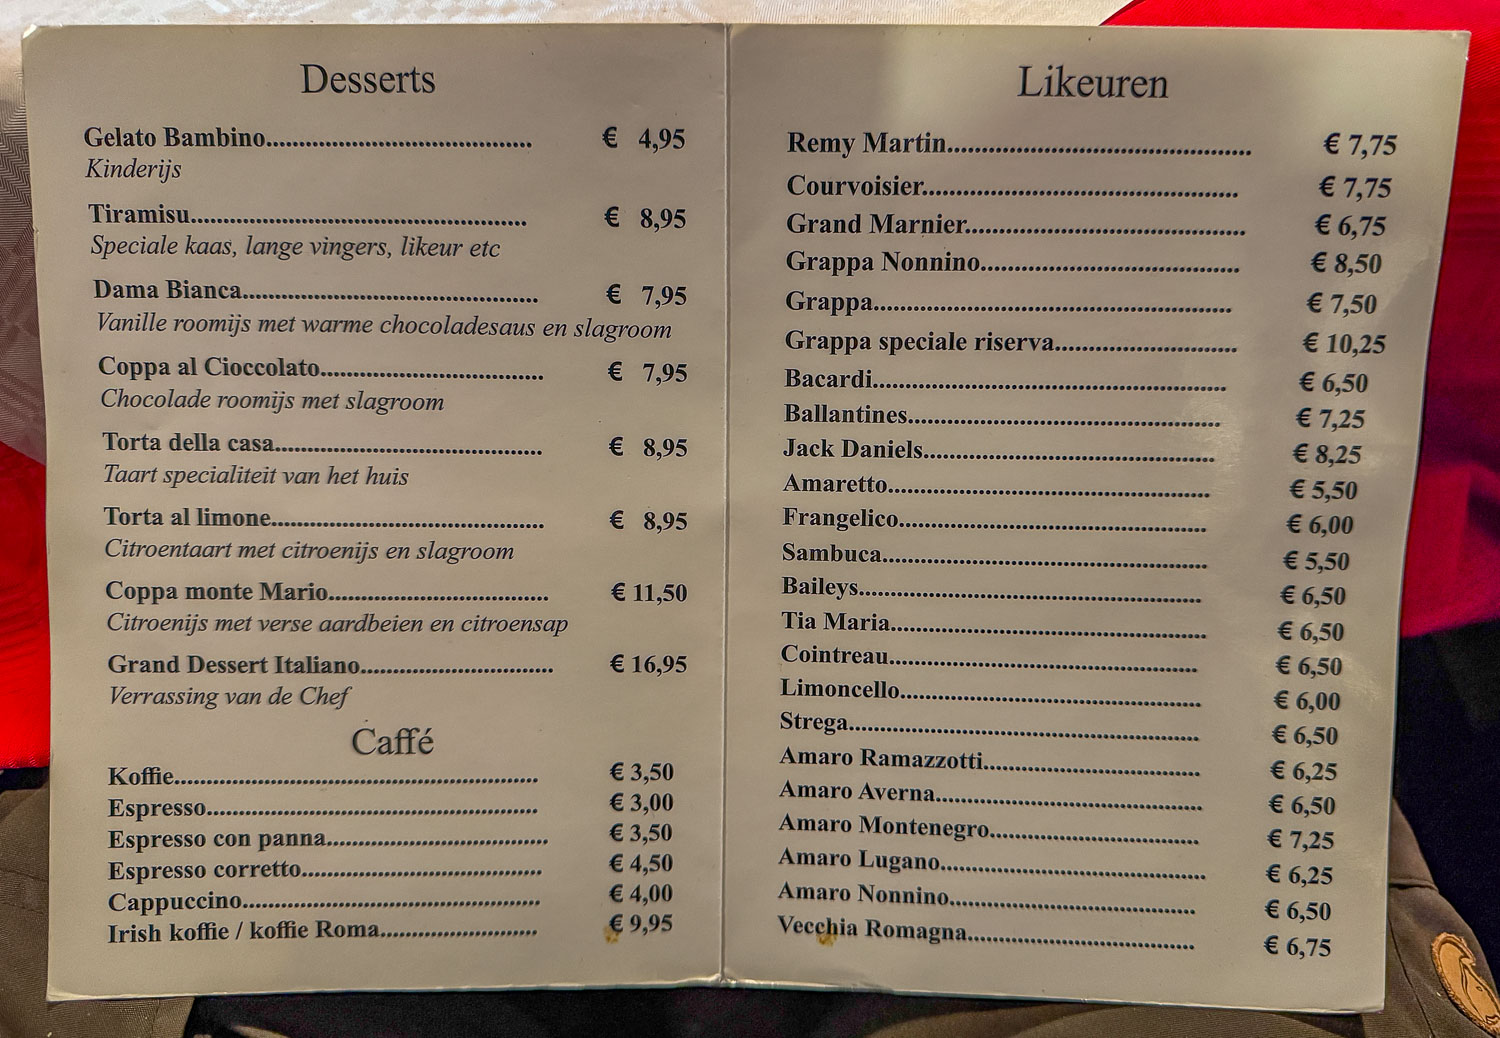 Desserts
Gelato Bambino.......................................... € 4,95
Kinderijs
Tiramisu..................................................... € 8,95
Speciale kaas, lange vingers, likeur etc
Dama Bianca.............................................. € 7,95
Vanille roomijs met warme chocoladesaus en slagroom
Coppa al Cioccolato................................... € 7,95
Chocolade roomijs met slagroom
Torta della casa.......................................... € 8,95
Taart specialiteit van het huis
Torta al limone........................................... € 8,95
Citroentaart met citroenijs en slagroom
Coppa monte Mario................................... € 11,50
Citroenijs met verse aardbeien en citroensap
Grand Dessert Italiano............................... € 16,95
Verrassing van de Chef
Caffé
Koffie......................................................... € 3,50
Espresso.................................................... € 3,00
Espresso con panna................................... € 3,50
Espresso corretto...................................... € 4,50
Cappuccino............................................... € 4,00
Irish koffie / koffie Roma......................... € 9,95
Likeuren
Remy Martin.............................................. € 7,75
Courvoisier................................................ € 7,75
Grand Marnier........................................... € 6,75
Grappa Nonnino........................................ € 8,50
Grappa....................................................... € 7,50
Grappa speciale riserva............................. € 10,25
Bacardi....................................................... € 6,50
Ballantines................................................. € 7,25
Jack Daniels............................................... € 8,25
Amaretto.................................................... € 5,50
Frangelico.................................................. € 6,00
Sambuca.................................................... € 5,50
Baileys........................................................ € 6,50
Tia Maria................................................... € 6,50
Cointreau................................................... € 6,50
Limoncello................................................. € 6,00
Strega......................................................... € 6,50
Amaro Ramazzotti..................................... € 6,25
Amaro Averna........................................... € 6,50
Amaro Montenegro................................... € 7,25
Amaro Lugano........................................... € 6,25
Amaro Nonnino......................................... € 6,50
Vecchia Romagna...................................... € 6,75